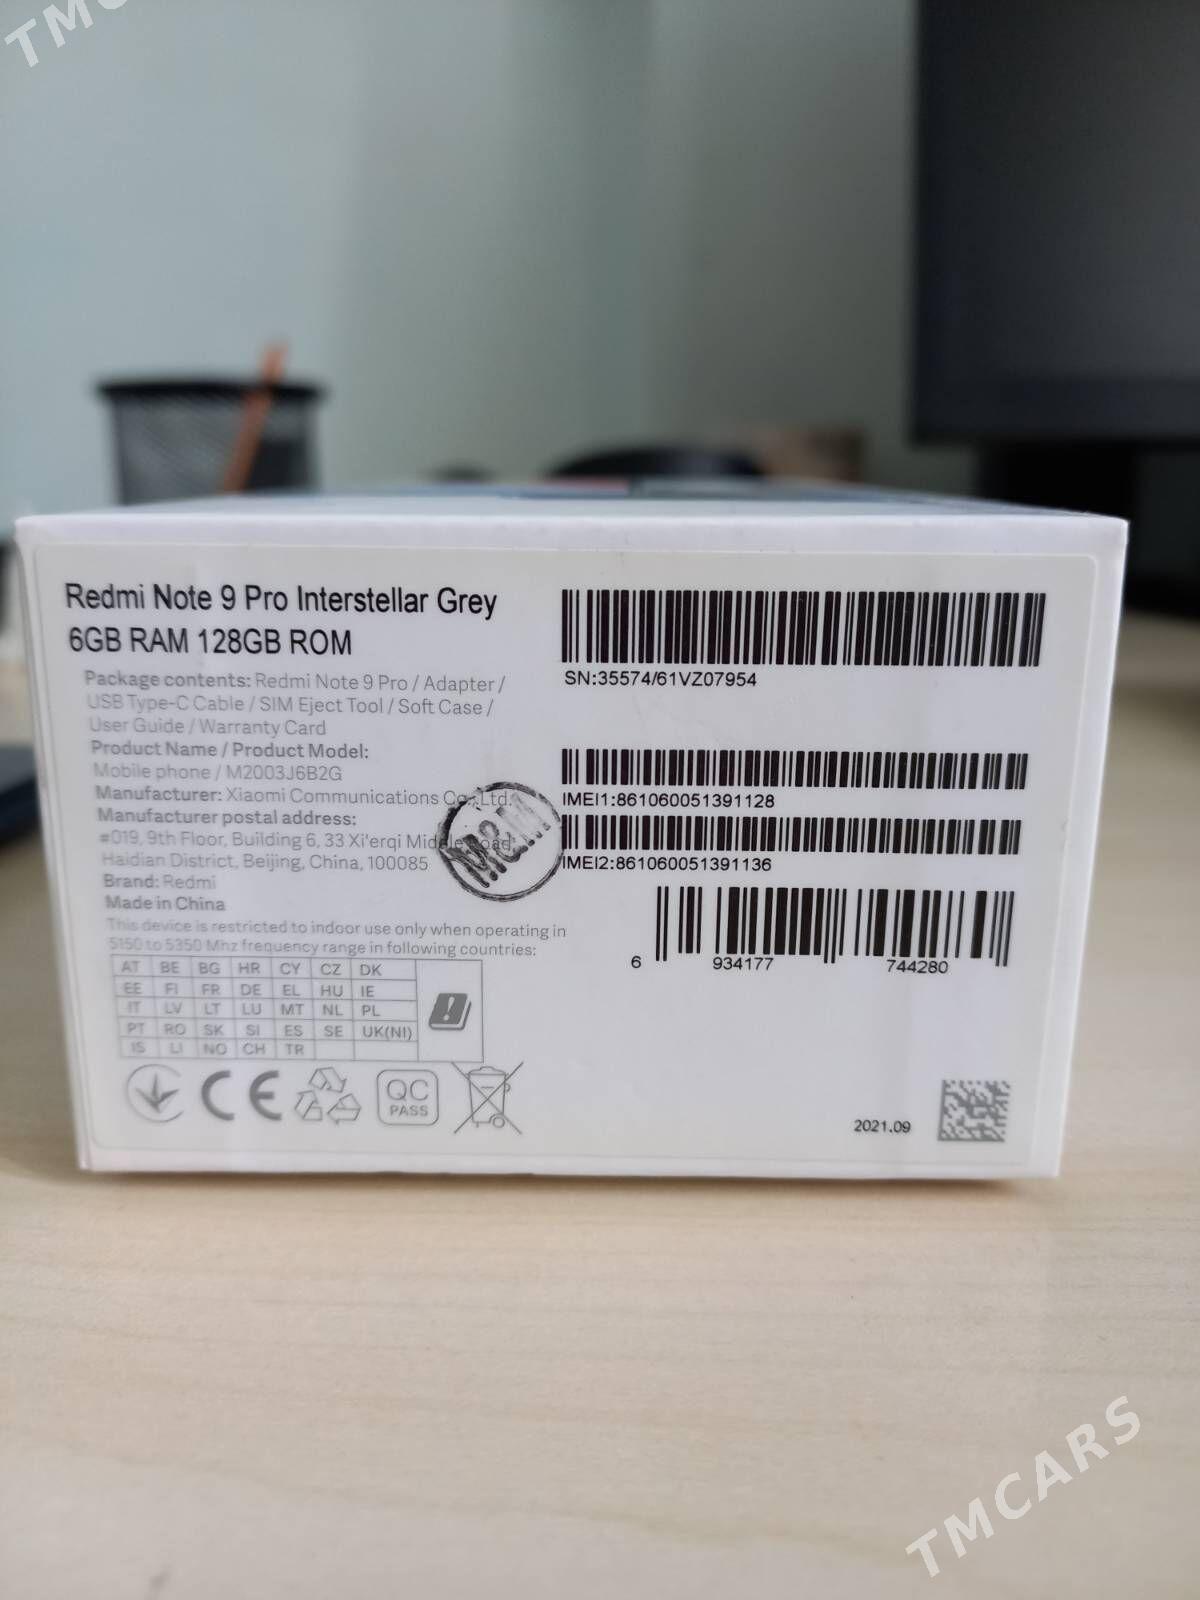 TMC
Redmi Note 9 Pro Interstellar Grey
6GB RAM 128GB ROM
Package contents: Redmi Note 9 Pro / Adapter /
USB Type-C Cable / SIM Eject Tool / Soft Case /
User Guide / Warranty Card
Product Name / Product Model:
Mobile phone / M2003J6B2G
Manufacturer: Xiaomi Communications Co., Ltd.
Manufacturer postal address:
#019, 9th Floor, Building 6, 33 Xi'erqi Middle Road,
Haidian District, Beijing, China, 100085
Brand: Redmi
Made in China
This device is restricted to indoor use only when operating in
5150 to 5350 Mhz frequency range in following countries:
AT BE BG HR CY CZ DK
EE FI FR DE EL HU IE
IT LV LT LU MT NL PL
PT RO SK SI ES SE UK(NI)
IS LI NO CH TR
CE
QC
PASS
M&M
SN:35574/61VZ07954
IMEI1:861060051391128
IMEI2:861060051391136
6 934177 744280
2021.09
TMCARS